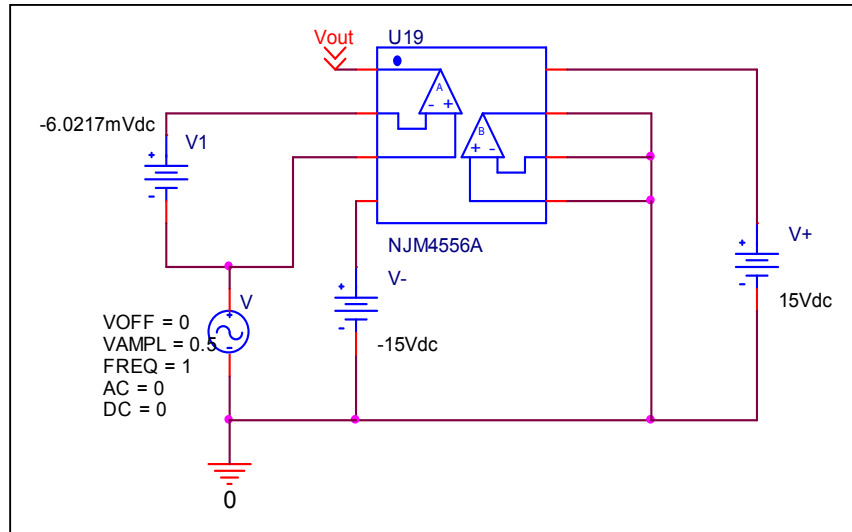 Vout
U19
A
- +
-6.0217mVdc
V1
+
-
B
+ -
NJM4556A
V+
+
-
15Vdc
V-
+
-
-15Vdc
V
+
-
VOFF = 0
VAMPL = 0.5
FREQ = 1
AC = 0
DC = 0
0